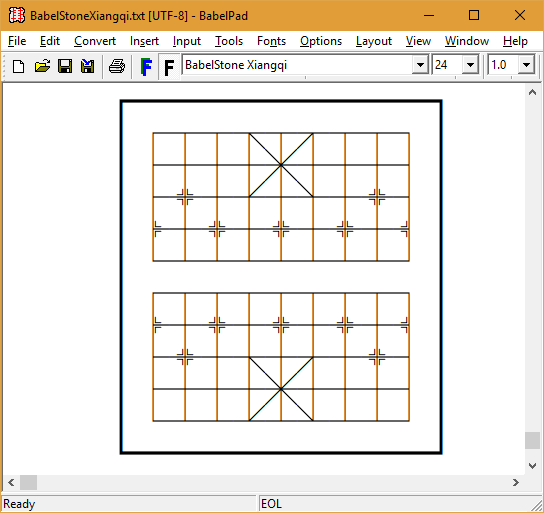 BabelStoneXiangqi.txt [UTF-8] - BabelPad
File Edit Convert Insert Input Tools Fonts Options Layout View Window Help
F F BabelStone Xiangqi 24 1.0
Ready EOL